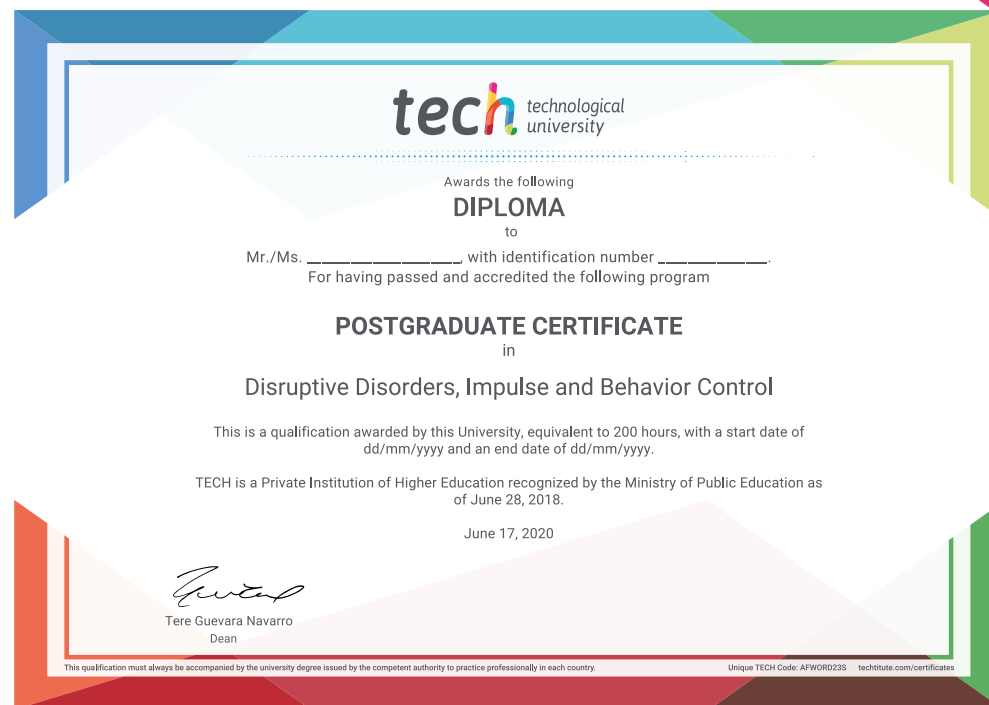 tech technological
university
Awards the following
DIPLOMA
to
Mr./Ms. ____________________, with identification number ______________.
For having passed and accredited the following program
POSTGRADUATE CERTIFICATE
in
Disruptive Disorders, Impulse and Behavior Control
This is a qualification awarded by this University, equivalent to 200 hours, with a start date of
dd/mm/yyyy and an end date of dd/mm/yyyy.
TECH is a Private Institution of Higher Education recognized by the Ministry of Public Education as
of June 28, 2018.
June 17, 2020
Tere Guevara Navarro
Dean
This qualification must always be accompanied by the university degree issued by the competent authority to practice professionally in each country.
Unique TECH Code: AFWORD23S techtitute.com/certificates